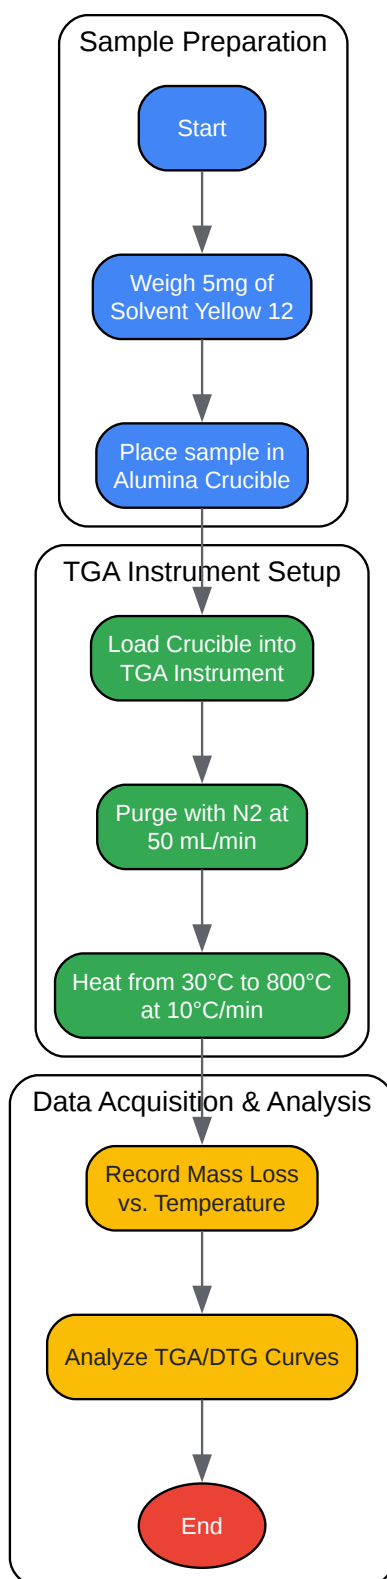 Sample Preparation
Start
Weigh 5mg of
Solvent Yellow 12
Place sample in
Alumina Crucible
TGA Instrument Setup
Load Crucible into
TGA Instrument
Purge with N2 at
50 mL/min
Heat from 30°C to 800°C
at 10°C/min
Data Acquisition & Analysis
Record Mass Loss
vs. Temperature
Analyze TGA/DTG Curves
End